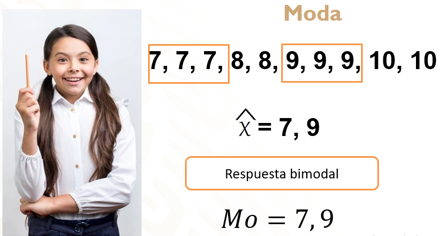 Moda
7, 7, 7, 8, 8, 9, 9, 9, 10, 10
x̂ = 7, 9
Respuesta bimodal
Mo = 7, 9